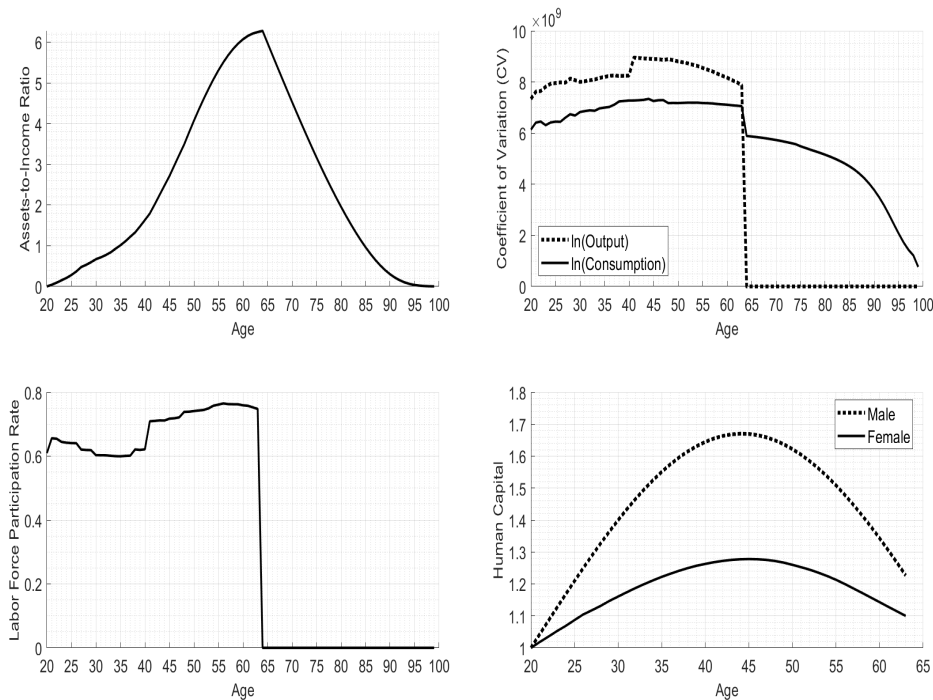 Assets-to-Income Ratio
6
5
4
3
2
1
0
20 25 30 35 40 45 50 55 60 65 70 75 80 85 90 95 100
Age
×10⁹
Coefficient of Variation (CV)
10
8
6
4
2
0
ln(Output)
ln(Consumption)
20 25 30 35 40 45 50 55 60 65 70 75 80 85 90 95 100
Age
Labor Force Participation Rate
0.8
0.6
0.4
0.2
0
20 25 30 35 40 45 50 55 60 65 70 75 80 85 90 95 100
Age
Human Capital
1.8
1.7
1.6
1.5
1.4
1.3
1.2
1.1
1
Male
Female
20 25 30 35 40 45 50 55 60 65
Age